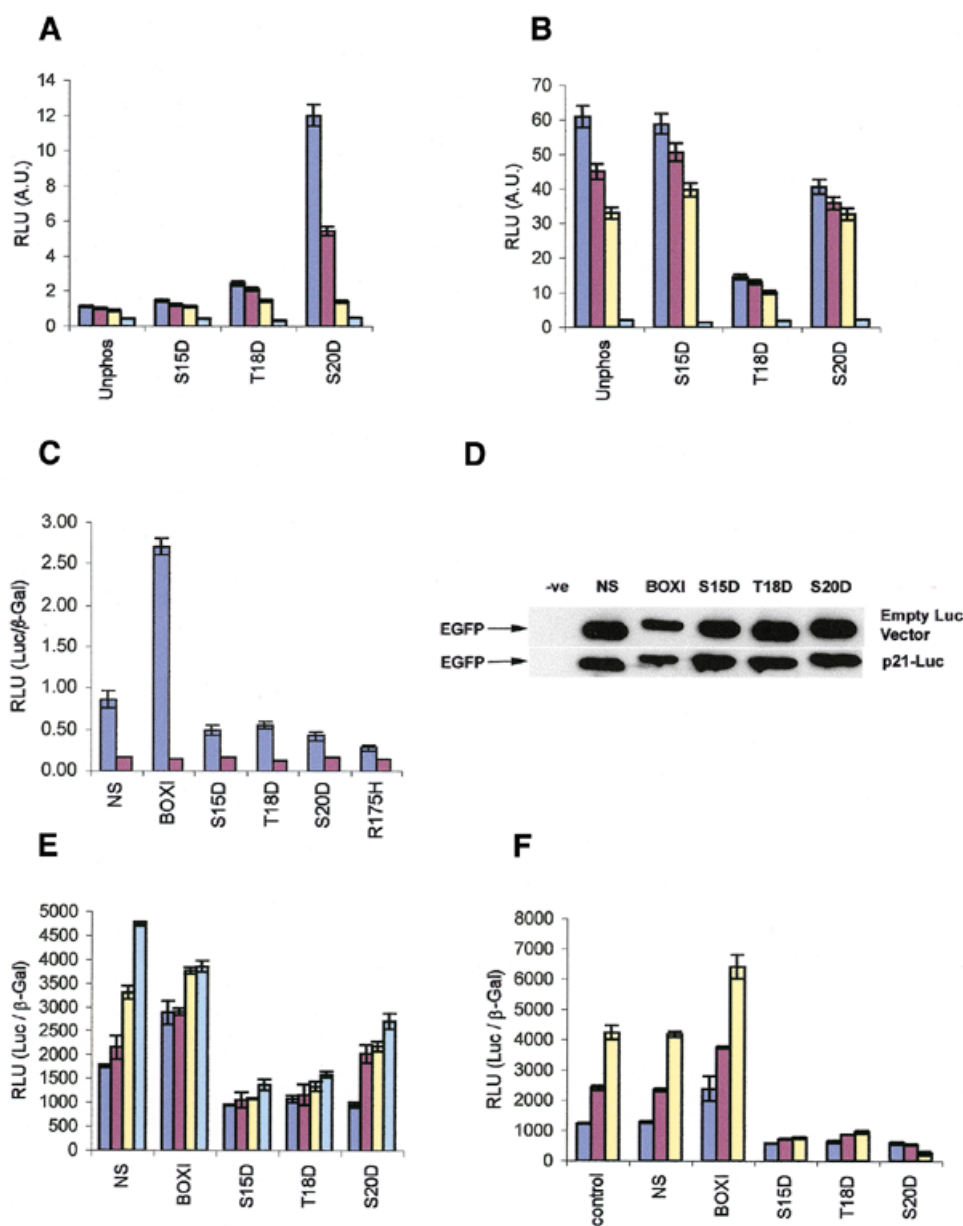 A
B
14
12
10
8
6
4
2
0
RLU (A.U.)
Unphos
S15D
T18D
S20D
70
60
50
40
30
20
10
0
RLU (A.U.)
Unphos
S15D
T18D
S20D
C
D
3.00
2.50
2.00
1.50
1.00
0.50
0.00
RLU (Luc/β-Gal)
NS
BOXI
S15D
T18D
S20D
R175H
-ve NS BOXI S15D T18D S20D
EGFP
Empty Luc
Vector
EGFP
p21-Luc
E
F
5000
4500
4000
3500
3000
2500
2000
1500
1000
500
0
RLU (Luc / β-Gal)
NS
BOXI
S15D
T18D
S20D
8000
7000
6000
5000
4000
3000
2000
1000
0
RLU (Luc / β-Gal)
control
NS
BOXI
S15D
T18D
S20D